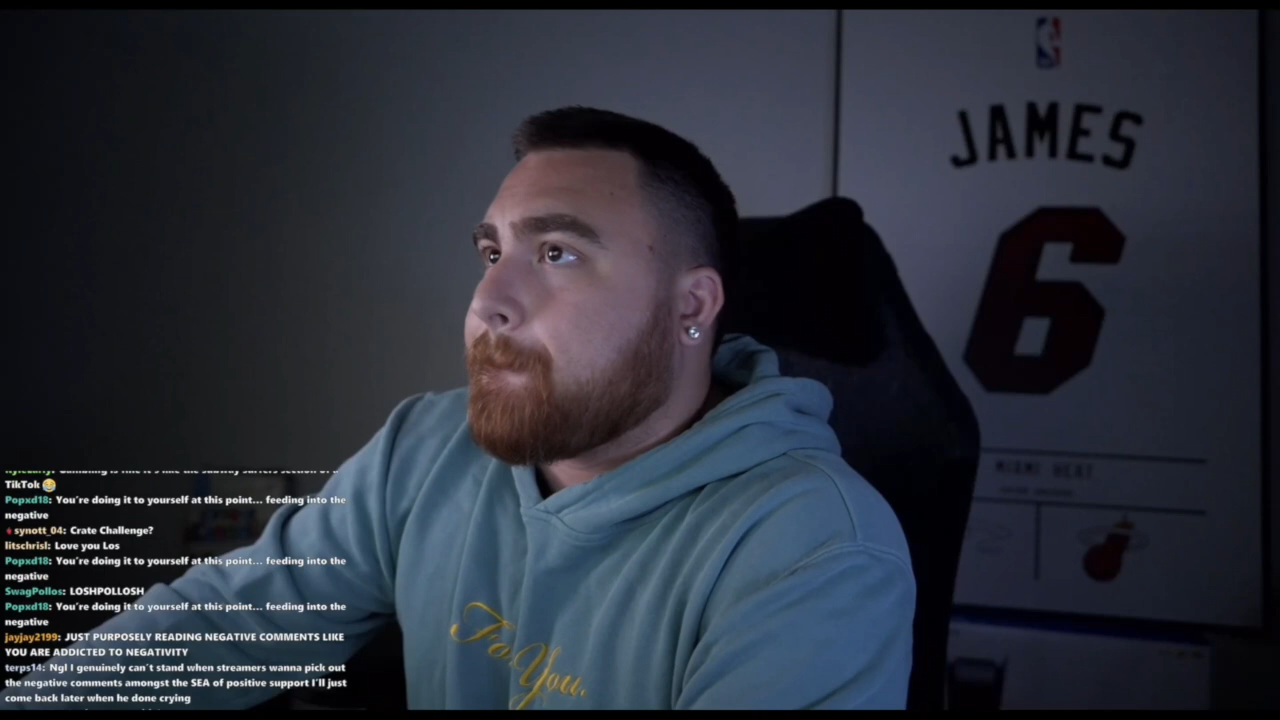 JAMES
6
MIAMI HEAT
TikTok 😂
Popxd18: You're doing it to yourself at this point... feeding into the
negative
synott_04: Crate Challenge?
litschrisl: Love you Los
Popxd18: You're doing it to yourself at this point... feeding into the
negative
SwagPollos: LOSHPOLLOSH
Popxd18: You're doing it to yourself at this point... feeding into the
negative
jayjay2199: JUST PURPOSELY READING NEGATIVE COMMENTS LIKE
YOU ARE ADDICTED TO NEGATIVITY
terps14: Ngl I genuinely can't stand when streamers wanna pick out
the negative comments amongst the SEA of positive support I'll just
come back later when he done crying
For You.